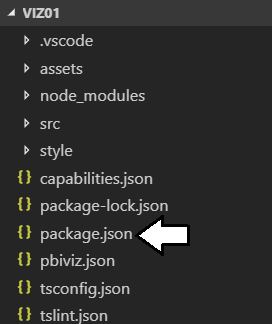 VIZ01
.vscode
assets
node_modules
src
style
{} capabilities.json
{} package-lock.json
{} package.json
{} pbiviz.json
{} tsconfig.json
{} tslint.json